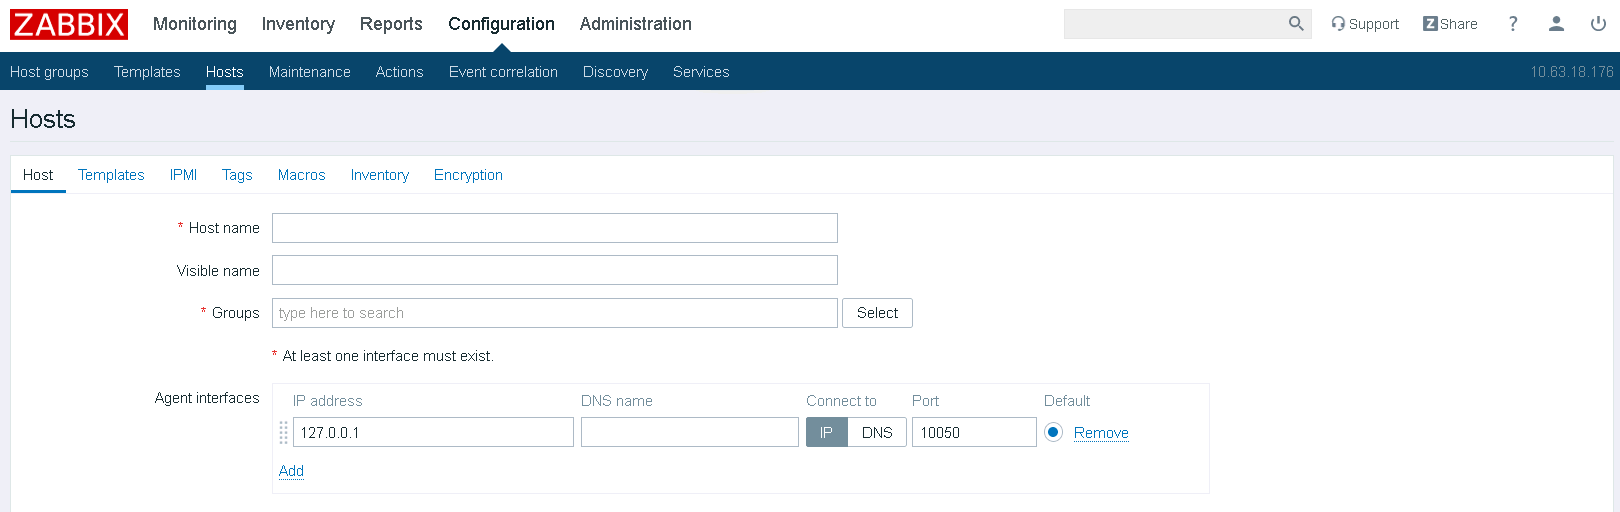 ZABBIX Monitoring Inventory Reports Configuration Administration Support Z Share ?
Host groups Templates Hosts Maintenance Actions Event correlation Discovery Services 10.63.18.176
Hosts
Host Templates IPMI Tags Macros Inventory Encryption
* Host name
Visible name
* Groups type here to search Select
* At least one interface must exist.
Agent interfaces IP address DNS name Connect to Port Default
127.0.0.1 IP DNS 10050 Remove
Add